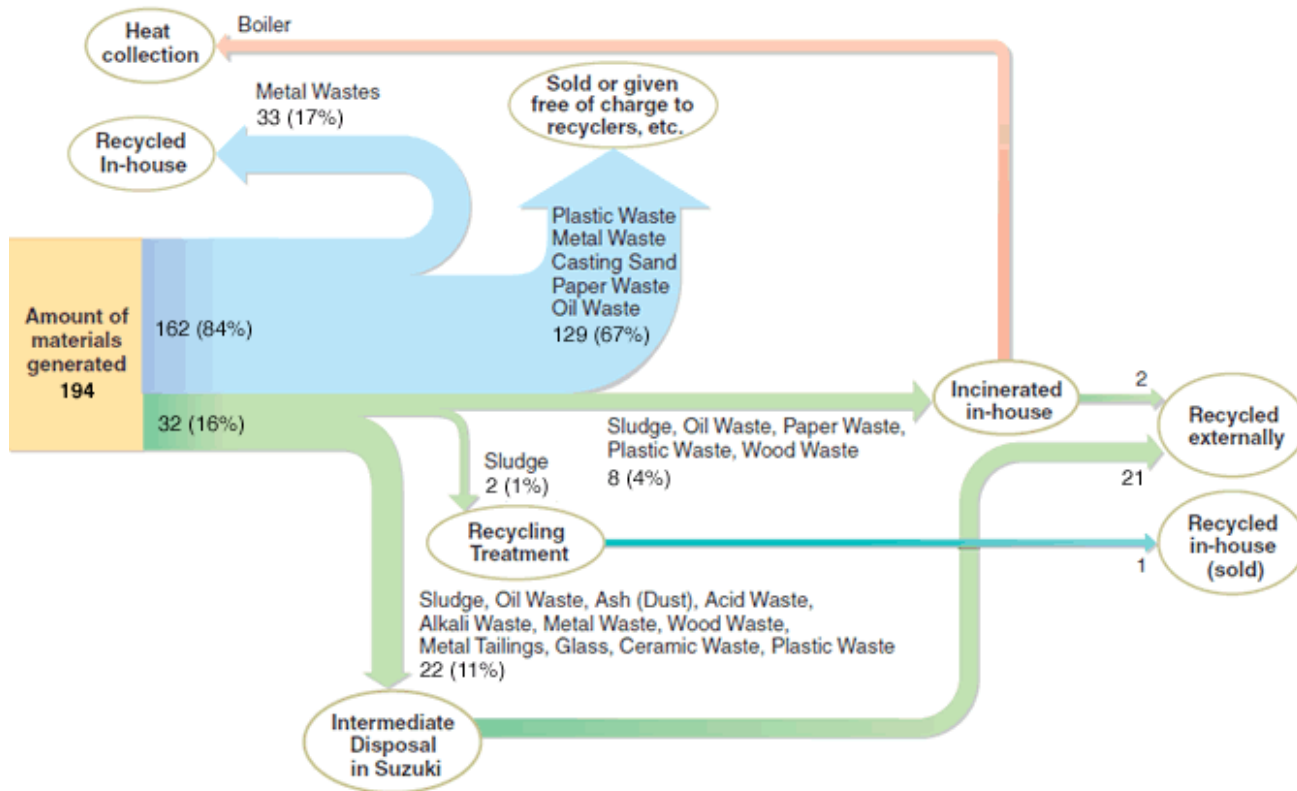 Boiler
Heat
collection
Metal Wastes
33 (17%)
Recycled
In-house
Sold or given
free of charge to
recyclers, etc.
Plastic Waste
Metal Waste
Casting Sand
Paper Waste
Oil Waste
129 (67%)
Amount of
materials
generated
194
162 (84%)
32 (16%)
Sludge
2 (1%)
Recycling
Treatment
Sludge, Oil Waste, Paper Waste,
Plastic Waste, Wood Waste
8 (4%)
Incinerated
in-house
2
Recycled
externally
21
Recycled
in-house
(sold)
1
Sludge, Oil Waste, Ash (Dust), Acid Waste,
Alkali Waste, Metal Waste, Wood Waste,
Metal Tailings, Glass, Ceramic Waste, Plastic Waste
22 (11%)
Intermediate
Disposal
in Suzuki